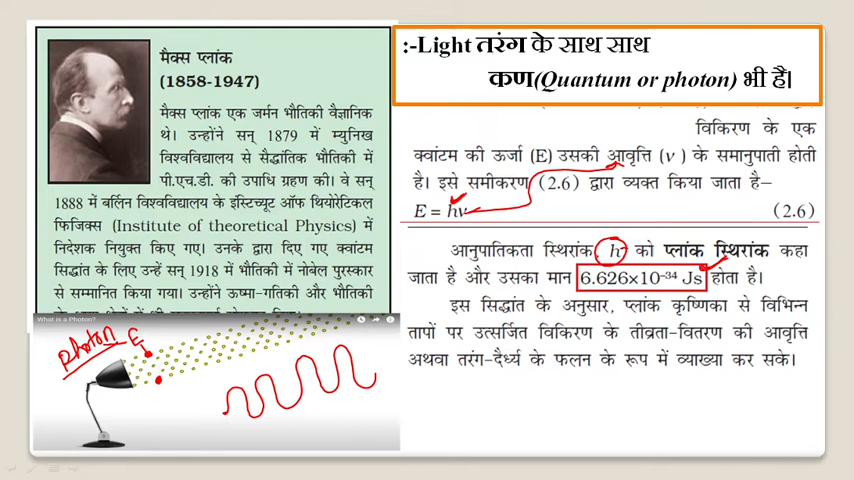 मैक्स प्लांक
(1858-1947)
मैक्स प्लांक एक जर्मन भौतिकी वैज्ञानिक
थे। उन्होंने सन् 1879 में म्युनिख
विश्वविद्यालय से सैद्धांतिक भौतिकी में
पी.एच.डी. की उपाधि ग्रहण की। वे सन्
1888 में बर्लिन विश्वविद्यालय के इंस्टिच्यूट ऑफ थियोरेटिकल
फिजिक्स (Institute of theoretical Physics) में
निदेशक नियुक्त किए गए। उनके द्वारा दिए गए क्वांटम
सिद्धांत के लिए उन्हें सन् 1918 में भौतिकी में नोबेल पुरस्कार
से सम्मानित किया गया। उन्होंने ऊष्मा-गतिकी और भौतिकी
What is a Photon?
photon E
:-Light तरंग के साथ साथ
कण(Quantum or photon) भी है।
विकिरण के एक
क्वांटम की ऊर्जा (E) उसकी आवृत्ति (ν) के समानुपाती होती
है। इसे समीकरण (2.6) द्वारा व्यक्त किया जाता है–
E = hν (2.6)
आनुपातिकता स्थिरांक, h को प्लांक स्थिरांक कहा
जाता है और उसका मान 6.626×10⁻³⁴ Js होता है।
इस सिद्धांत के अनुसार, प्लांक कृष्णिका से विभिन्न
तापों पर उत्सर्जित विकिरण के तीव्रता-वितरण की आवृत्ति
अथवा तरंग-दैर्ध्य के फलन के रूप में व्याख्या कर सके।